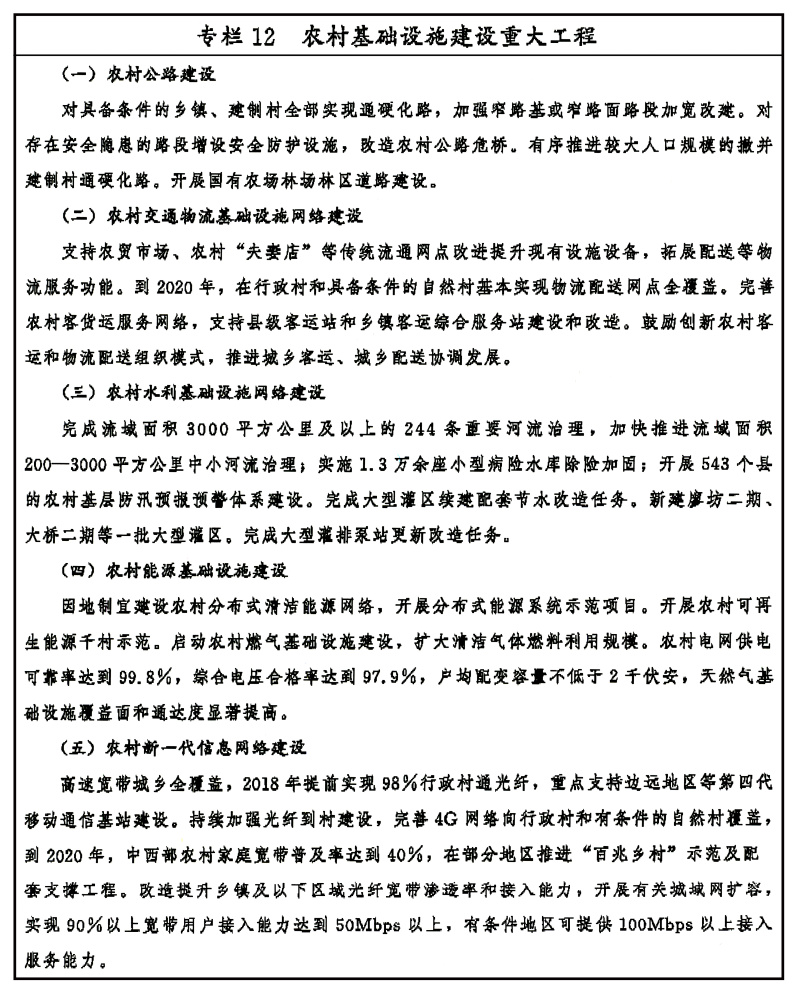 专栏 12 农村基础设施建设重大工程
（一）农村公路建设
对具备条件的乡镇、建制村全部实现通硬化路，加强窄路基或窄路面路段加宽改建。对
存在安全隐患的路段增设安全防护设施，改造农村公路危桥。有序推进较大人口规模的撤并
建制村通硬化路。开展国有农场林场林区道路建设。
（二）农村交通物流基础设施网络建设
支持农贸市场、农村“夫妻店”等传统流通网点改进提升现有设施设备，拓展配送等物
流服务功能。到 2020 年，在行政村和具备条件的自然村基本实现物流配送网点全覆盖。完善
农村客货运服务网络，支持县级客运站和乡镇客运综合服务站建设和改造。鼓励创新农村客
运和物流配送组织模式，推进城乡客运、城乡配送协调发展。
（三）农村水利基础设施网络建设
完成流域面积 3000 平方公里及以上的 244 条重要河流治理，加快推进流域面积
200—3000 平方公里中小河流治理；实施 1.3 万余座小型病险水库除险加固；开展 543 个县
的农村基层防汛预报预警体系建设。完成大型灌区续建配套节水改造任务。新建廖坊二期、
大桥二期等一批大型灌区。完成大型灌排泵站更新改造任务。
（四）农村能源基础设施建设
因地制宜建设农村分布式清洁能源网络，开展分布式能源系统示范项目。开展农村可再
生能源千村示范。启动农村燃气基础设施建设，扩大清洁气体燃料利用规模。农村电网供电
可靠率达到 99.8%，综合电压合格率达到 97.9%，户均配变容量不低于 2 千伏安，天然气基
础设施覆盖面和通达度显著提高。
（五）农村新一代信息网络建设
高速宽带城乡全覆盖，2018 年提前实现 98%行政村通光纤，重点支持边远地区等第四代
移动通信基站建设。持续加强光纤到村建设，完善 4G 网络向行政村和有条件的自然村覆盖，
到 2020 年，中西部农村家庭宽带普及率达到 40%，在部分地区推进“百兆乡村”示范及配
套支撑工程。改造提升乡镇及以下区域光纤宽带渗透率和接入能力，开展有关城域网扩容，
实现 90%以上宽带用户接入能力达到 50Mbps 以上，有条件地区可提供 100Mbps 以上接入
服务能力。